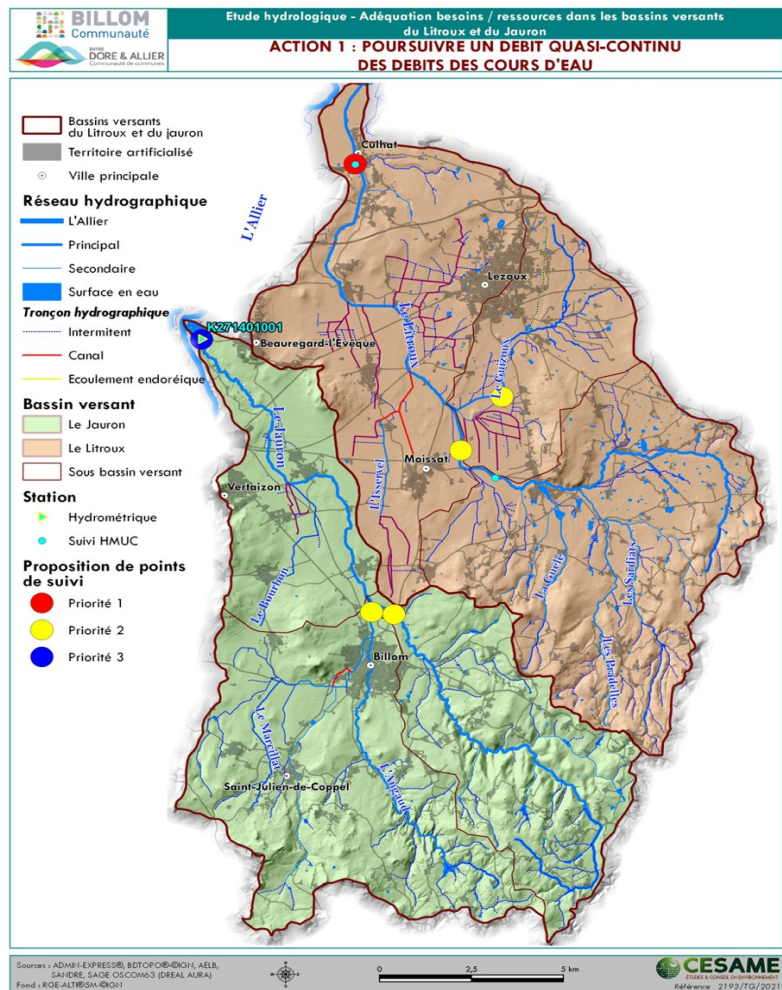 BILLOM
Communauté
ENTRE
DORE & ALLIER
Communauté de communes
Etude hydrologique - Adéquation besoins / ressources dans les bassins versants
du Litroux et du Jauron
ACTION 1 : POURSUIVRE UN DEBIT QUASI-CONTINU
DES DEBITS DES COURS D'EAU
Bassins versants
du Litroux et du jauron
Territoire artificialisé
Ville principale
Réseau hydrographique
L'Allier
Principal
Secondaire
Surface en eau
Tronçon hydrographique
Intermitent
Canal
Ecoulement endoréique
Bassin versant
Le Jauron
Le Litroux
Sous bassin versant
Station
Hydrométrique
Suivi HMUC
Proposition de points
de suivi
Priorité 1
Priorité 2
Priorité 3
Culhat
L'Allier
Lezoux
Le Litroux
K271401001
Beauregard-l'Évêque
Le Guizoux
Le Jauron
Moissat
L'Isservel
Vertaizon
Le Bourbon
La Guèle
Les Sardiats
Les Pradelles
Billom
Le Marcillat
Saint-Julien-de-Coppel
L'Angaud
Sources : ADMIN-EXPRESS®, BDTOPO®-©IGN, AELB,
SANDRE, SAGE OSCOM63 (DREAL AURA)
Fond : RGE-ALTI®5M-©IGN
N
O
E
S
0
2,5
5 km
CESAME
ÉTUDES & CONSEIL EN ENVIRONNEMENT
Référence : 2193/TG/2021